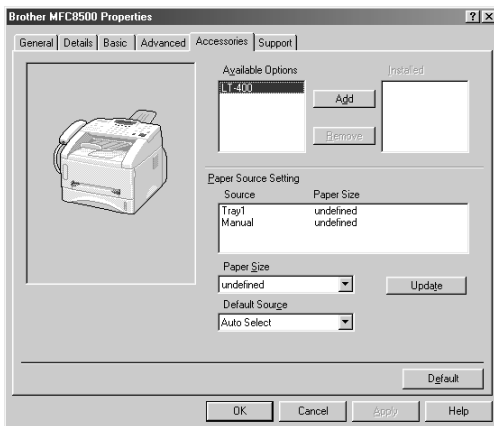 Brother MFC8500 Properties
General Details Basic Advanced Accessories Support
Available Options Installed
LT-400
Add
Remove
Paper Source Setting
Source Paper Size
Tray1 undefined
Manual undefined
Paper Size
undefined Update
Default Source
Auto Select
Default
OK Cancel Apply Help